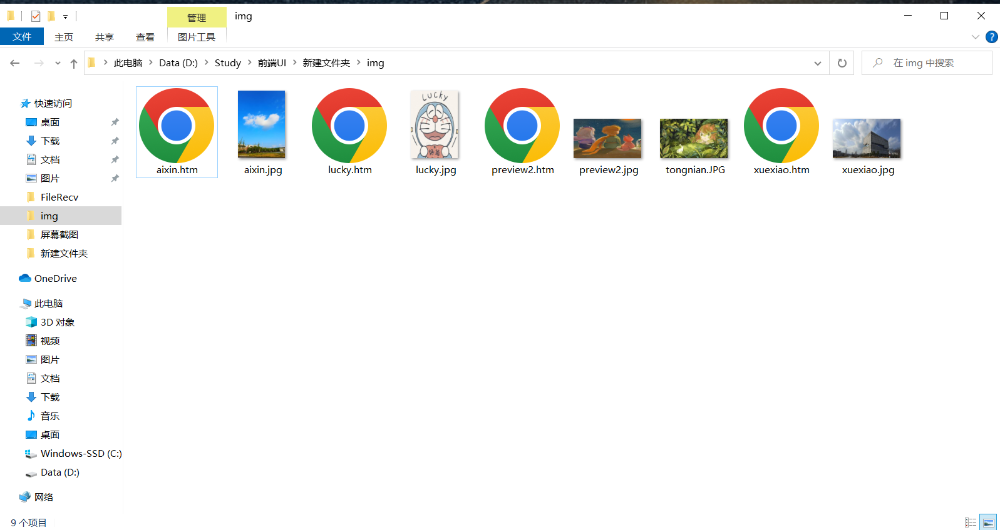 管理
img
文件
主页
共享
查看
图片工具
?
此电脑
Data (D:)
Study
前端UI
新建文件夹
img
在 img 中搜索
快速访问
桌面
下载
文档
图片
FileRecv
img
屏幕截图
新建文件夹
OneDrive
此电脑
3D 对象
视频
图片
文档
下载
音乐
桌面
Windows-SSD (C:)
Data (D:)
网络
aixin.htm
aixin.jpg
lucky.htm
LUCKY
lucky.jpg
preview2.htm
preview2.jpg
tongnian.JPG
xuexiao.htm
xuexiao.jpg
9 个项目